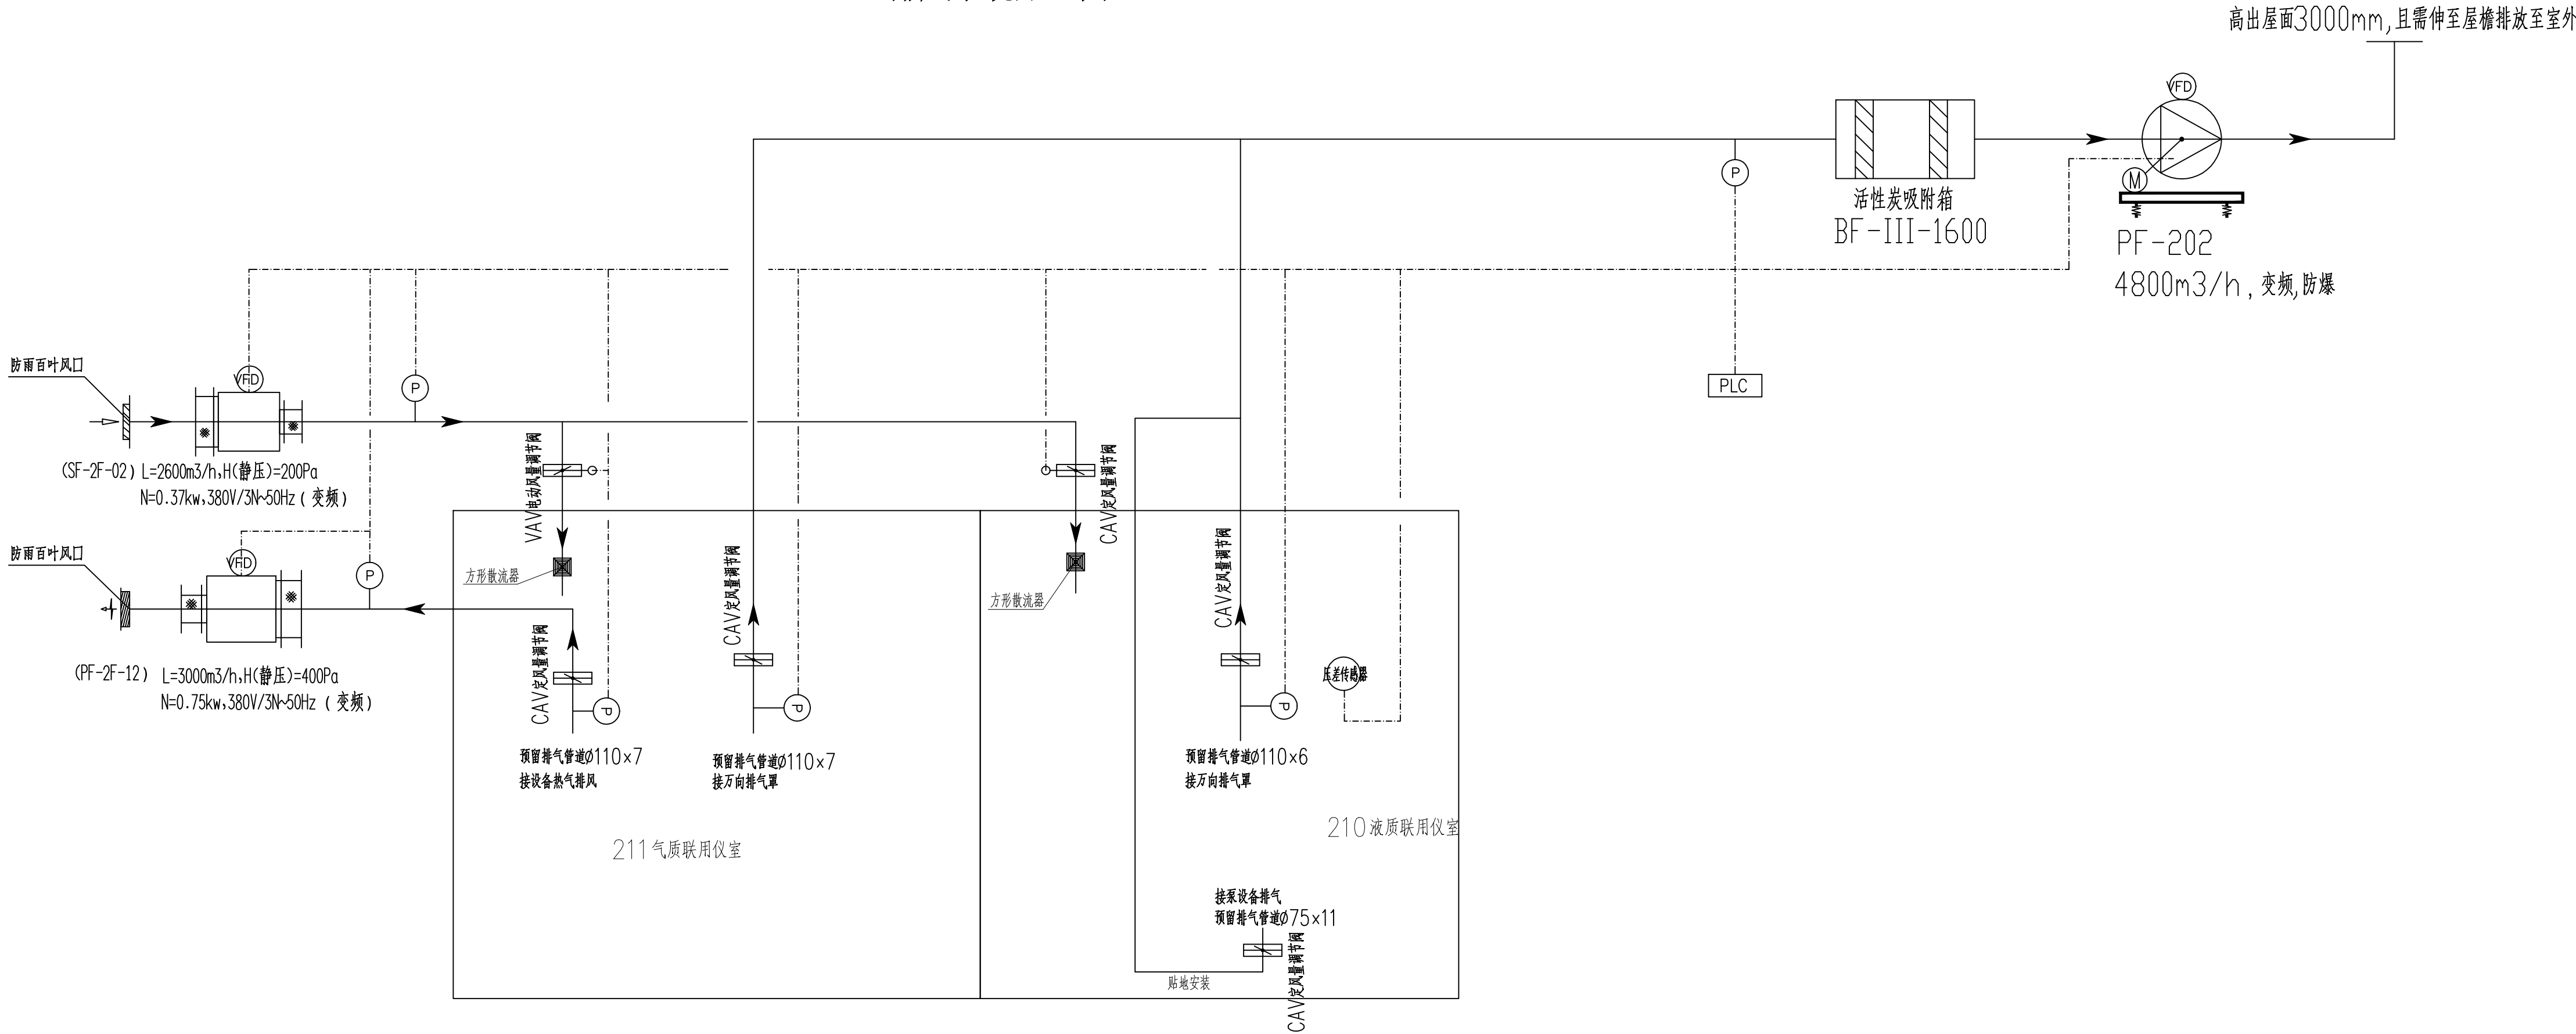 高出屋面3000mm,且需伸至屋檐排放至室外
VFD
P
M
活性炭吸附箱
BF-III-1600
PF-202
4800m3/h,变频,防爆
防雨百叶风口
VFD
P
PLC
(SF-2F-02) L=2600m3/h,H(静压)=200Pa
N=0.37kw,380V/3N~50Hz(变频)
VAV电动风量调节阀
CAV定风量调节阀
防雨百叶风口
VFD
P
方形散流器
方形散流器
CAV定风量调节阀
CAV定风量调节阀
CAV定风量调节阀
(PF-2F-12) L=3000m3/h,H(静压)=400Pa
N=0.75kw,380V/3N~50Hz (变频)
P
P
P
压差传感器
预留排气管道Ø110×7
接设备热气排风
预留排气管道Ø110×7
接万向排气罩
预留排气管道Ø110×6
接万向排气罩
211气质联用仪室
210液质联用仪室
接泵设备排气
预留排气管道Ø75×11
CAV定风量调节阀
贴地安装